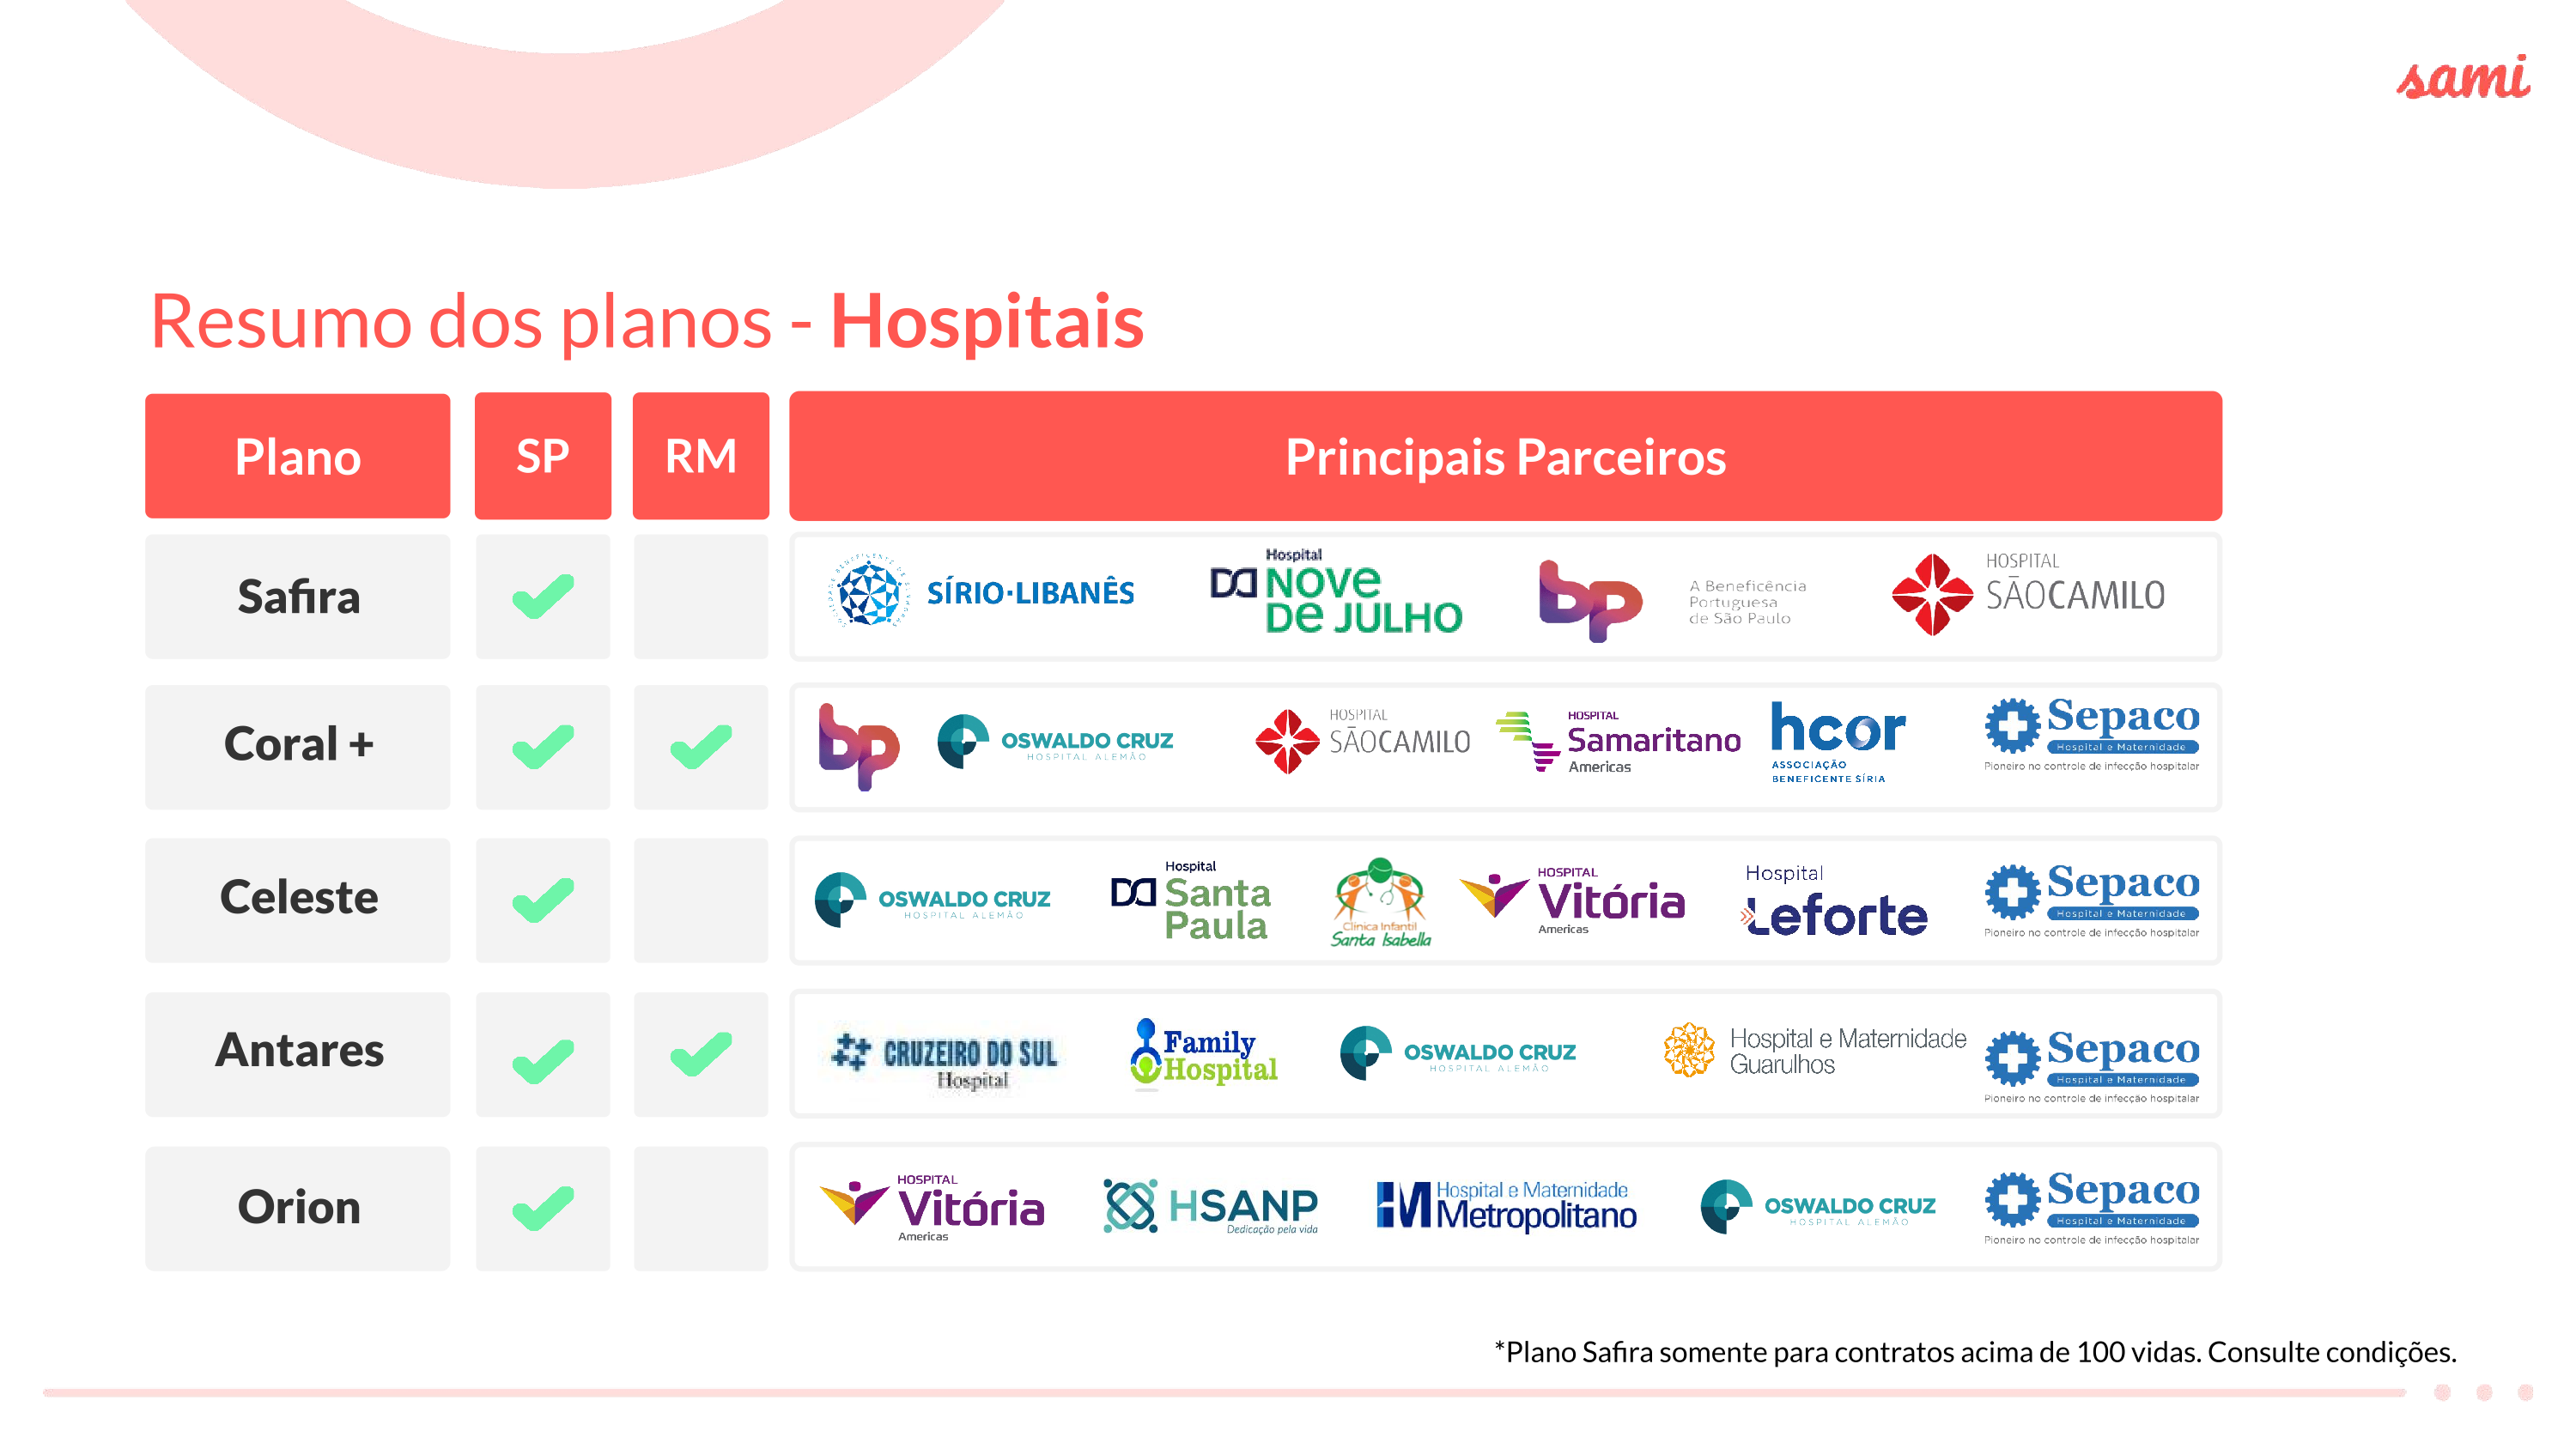 sami
Resumo dos planos - Hospitais
Plano SP RM Principais Parceiros
Safira
SÍRIO·LIBANÊS
Hospital
NOVE
DE JULHO
bp
A Beneficência
Portuguesa
de São Paulo
HOSPITAL
SÃOCAMILO
Coral +
bp
OSWALDO CRUZ
HOSPITAL ALEMÃO
HOSPITAL
SÃOCAMILO
HOSPITAL
Samaritano
Americas
hcor
ASSOCIAÇÃO
BENEFICENTE SÍRIA
Sepaco
Hospital e Maternidade
Pioneiro no controle de infecção hospitalar
Celeste
OSWALDO CRUZ
HOSPITAL ALEMÃO
Hospital
Santa
Paula
Clínica Infantil
Santa Isabella
HOSPITAL
Vitória
Americas
Hospital
Leforte
Sepaco
Hospital e Maternidade
Pioneiro no controle de infecção hospitalar
Antares
CRUZEIRO DO SUL
Hospital
Family
Hospital
OSWALDO CRUZ
HOSPITAL ALEMÃO
Hospital e Maternidade
Guarulhos
Sepaco
Hospital e Maternidade
Pioneiro no controle de infecção hospitalar
Orion
HOSPITAL
Vitória
Americas
HSANP
Dedicação pela vida
HM
Hospital e Maternidade
Metropolitano
OSWALDO CRUZ
HOSPITAL ALEMÃO
Sepaco
Hospital e Maternidade
Pioneiro no controle de infecção hospitalar
*Plano Safira somente para contratos acima de 100 vidas. Consulte condições.